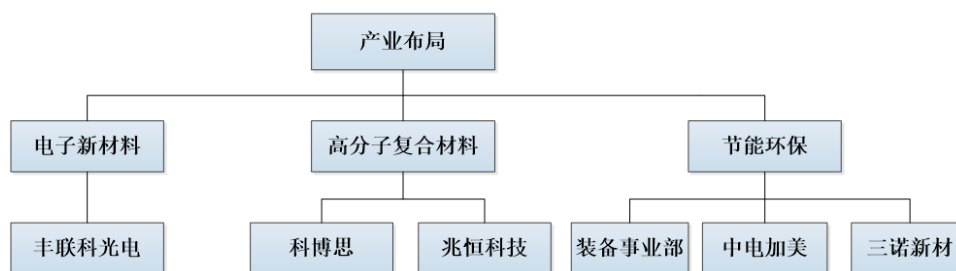 产业布局
电子新材料
高分子复合材料
节能环保
丰联科光电
科博思
兆恒科技
装备事业部
中电加美
三诺新材